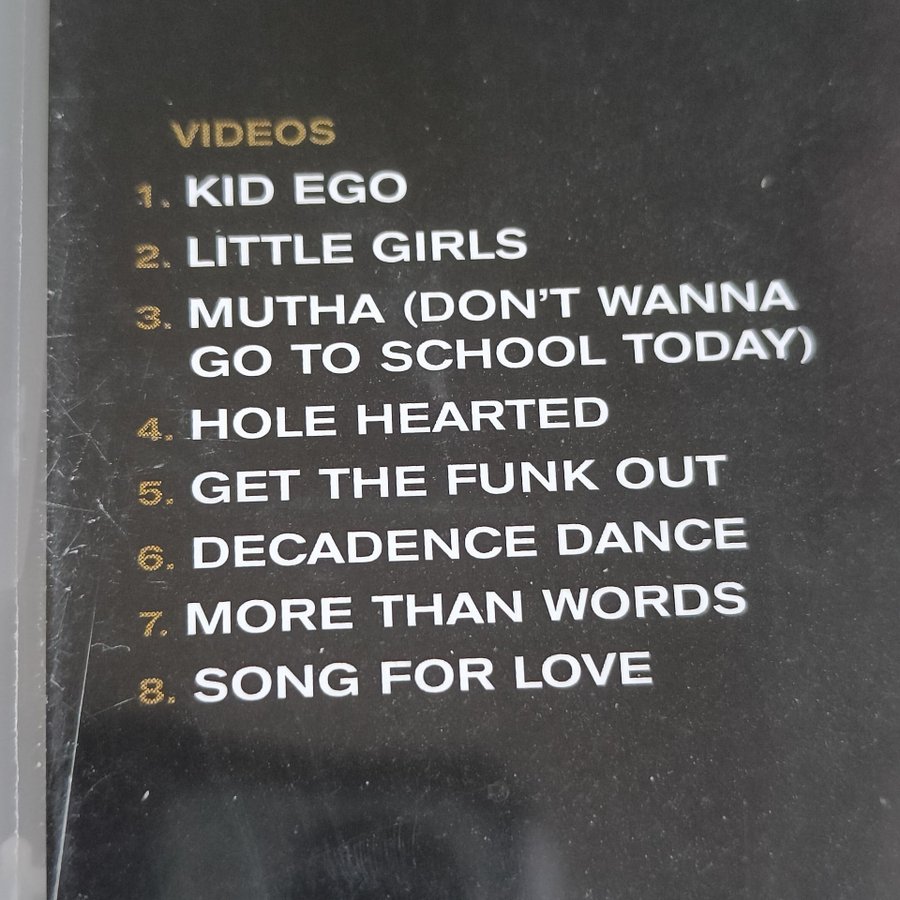 VIDEOS
1. KID EGO
2. LITTLE GIRLS
3. MUTHA (DON'T WANNA
GO TO SCHOOL TODAY)
4. HOLE HEARTED
5. GET THE FUNK OUT
6. DECADENCE DANCE
7. MORE THAN WORDS
8. SONG FOR LOVE